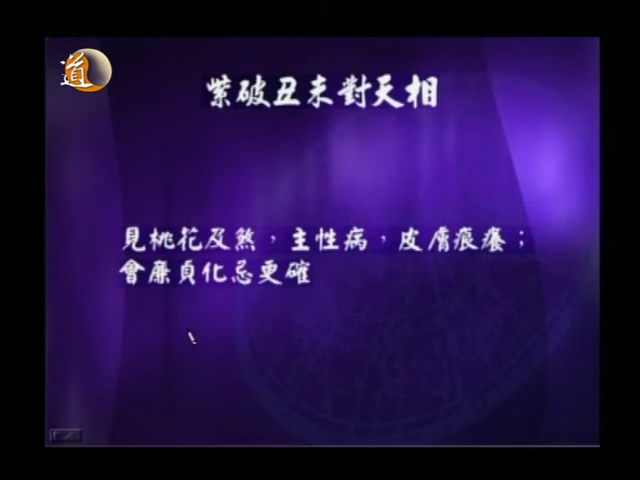 道
紫破丑未對天相
見桃花及煞，主性病，皮膚痕癢；
會廉貞化忌更確